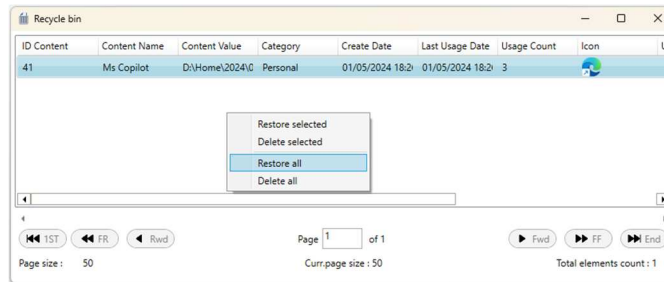 Recycle bin
ID Content Content Name Content Value Category Create Date Last Usage Date Usage Count Icon U
41 Ms Copilot D:\Home\2024\0 Personal 01/05/2024 18:20 01/05/2024 18:20 3
Restore selected
Delete selected
Restore all
Delete all
1ST FR Rwd Page 1 of 1 Fwd FF End
Page size : 50 Curr.page size : 50 Total elements count : 1